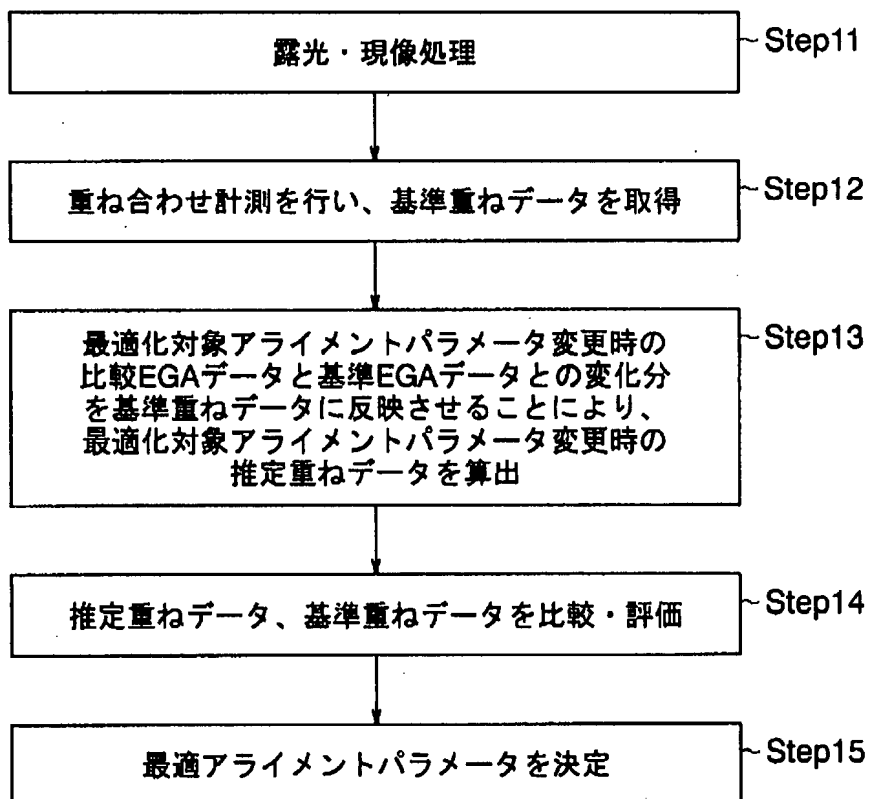 露光・現像処理
Step11
重ね合わせ計測を行い、基準重ねデータを取得
Step12
最適化対象アライメントパラメータ変更時の
比較EGAデータと基準EGAデータとの変化分
を基準重ねデータに反映させることにより、
最適化対象アライメントパラメータ変更時の
推定重ねデータを算出
Step13
推定重ねデータ、基準重ねデータを比較・評価
Step14
最適アライメントパラメータを決定
Step15